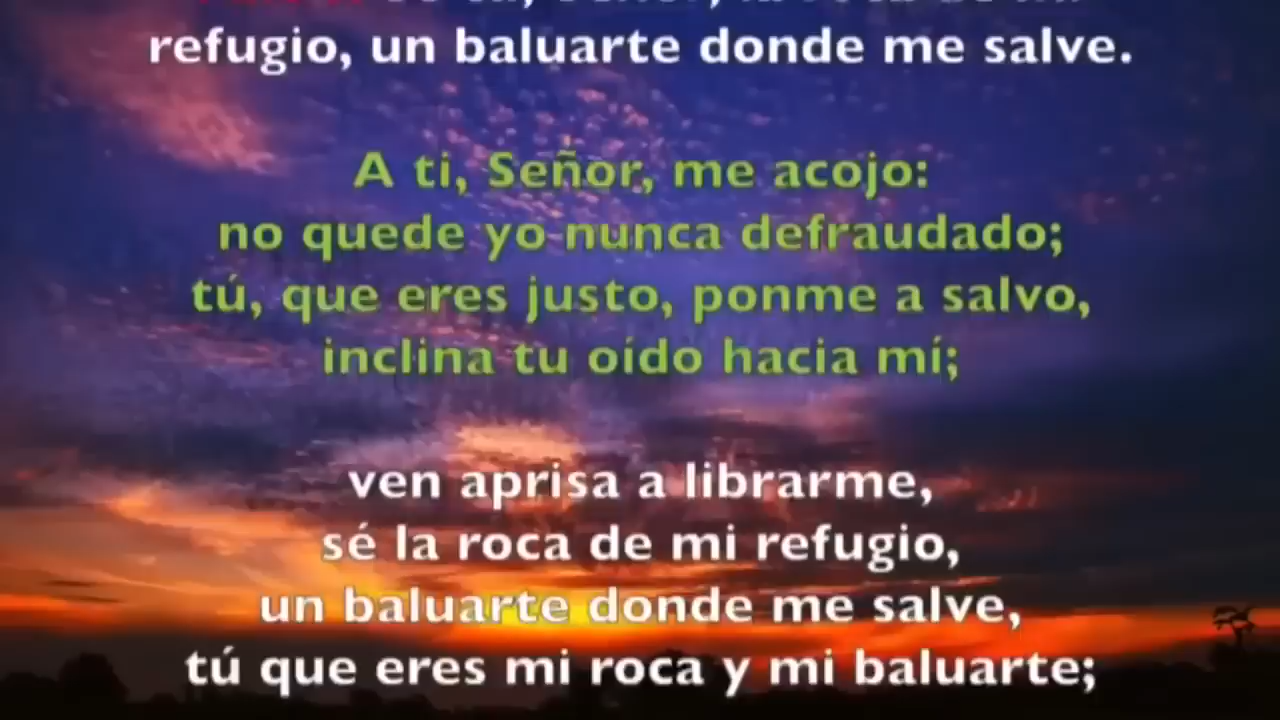 refugio, un baluarte donde me salve.
A ti, Señor, me acojo:
no quede yo nunca defraudado;
tú, que eres justo, ponme a salvo,
inclina tu oído hacia mí;
ven aprisa a librarme,
sé la roca de mi refugio,
un baluarte donde me salve,
tú que eres mi roca y mi baluarte;